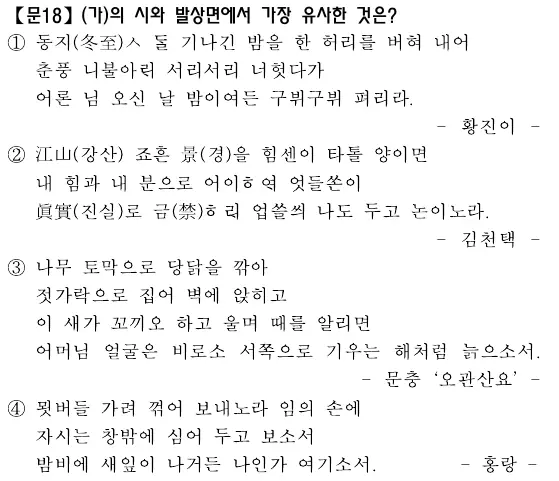 【문18】 (가)의 시와 발상면에서 가장 유사한 것은?
① 동지(冬至)ㅅ 돌 기나긴 밤을 한 허리를 버혀 내어
춘풍 니불아릭 서리서리 너헛다가
어론 님 오신 날 밤이여든 구뷔구뷔 펴리라.
- 황진이 -
② 江山(강산) 죠흔 景(경)을 힘센이 타톨 양이면
내 힘과 내 분으로 어이ㅎ엮 엇들쏜이
眞實(진실)로 금(禁)ㅎ리 업쓸씌 나도 두고 논이노라.
- 김천택 -
③ 나무 토막으로 당닭을 깎아
젓가락으로 집어 벽에 앉히고
이 새가 꼬끼오 하고 울며 때를 알리면
어머님 얼굴은 비로소 서쪽으로 기우는 해처럼 늙으소서.
- 문충 ‘오관산요’ -
④ 묏버들 가려 꺾어 보내노라 임의 손에
자시는 창밖에 심어 두고 보소서
밤비에 새잎이 나거든 나인가 여기소서. - 홍랑 -